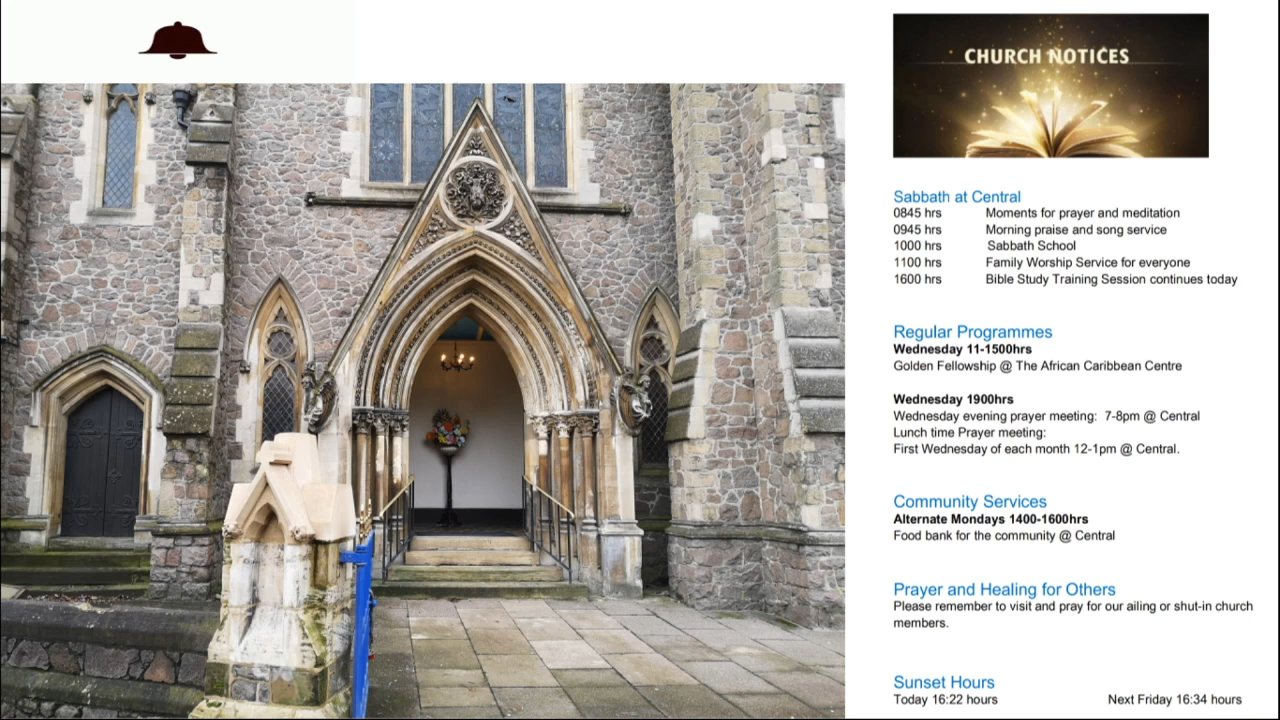 CHURCH NOTICES
Sabbath at Central
0845 hrs Moments for prayer and meditation
0945 hrs Morning praise and song service
1000 hrs Sabbath School
1100 hrs Family Worship Service for everyone
1600 hrs Bible Study Training Session continues today
Regular Programmes
Wednesday 11-1500hrs
Golden Fellowship @ The African Caribbean Centre
Wednesday 1900hrs
Wednesday evening prayer meeting: 7-8pm @ Central
Lunch time Prayer meeting:
First Wednesday of each month 12-1pm @ Central.
Community Services
Alternate Mondays 1400-1600hrs
Food bank for the community @ Central
Prayer and Healing for Others
Please remember to visit and pray for our ailing or shut-in church
members.
Sunset Hours
Today 16:22 hours Next Friday 16:34 hours